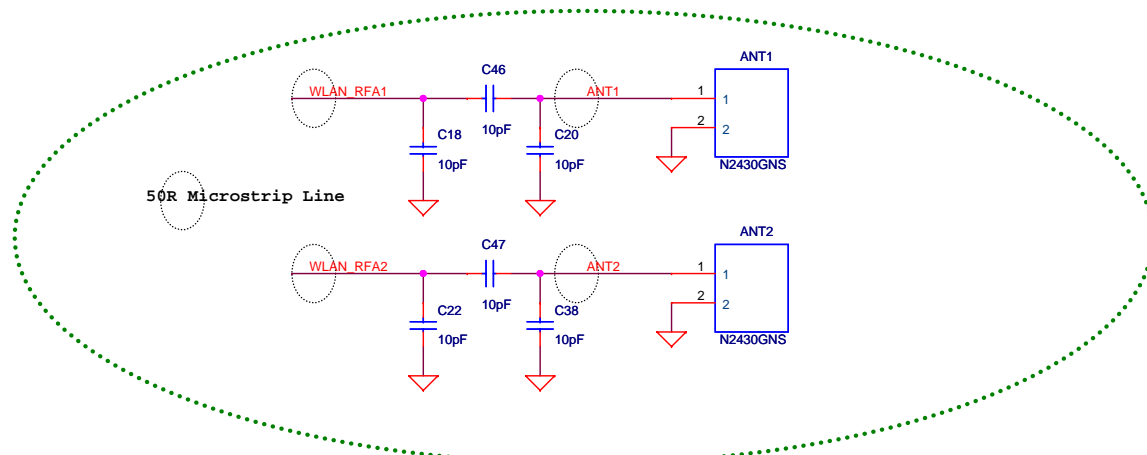 ANT1
C46
WLAN_RFA1
ANT1
1
1
10pF
C18
C20
2
2
10pF
10pF
N2430GNS
50R Microstrip Line
ANT2
C47
WLAN_RFA2
ANT2
1
1
10pF
C22
C38
2
2
10pF
10pF
N2430GNS